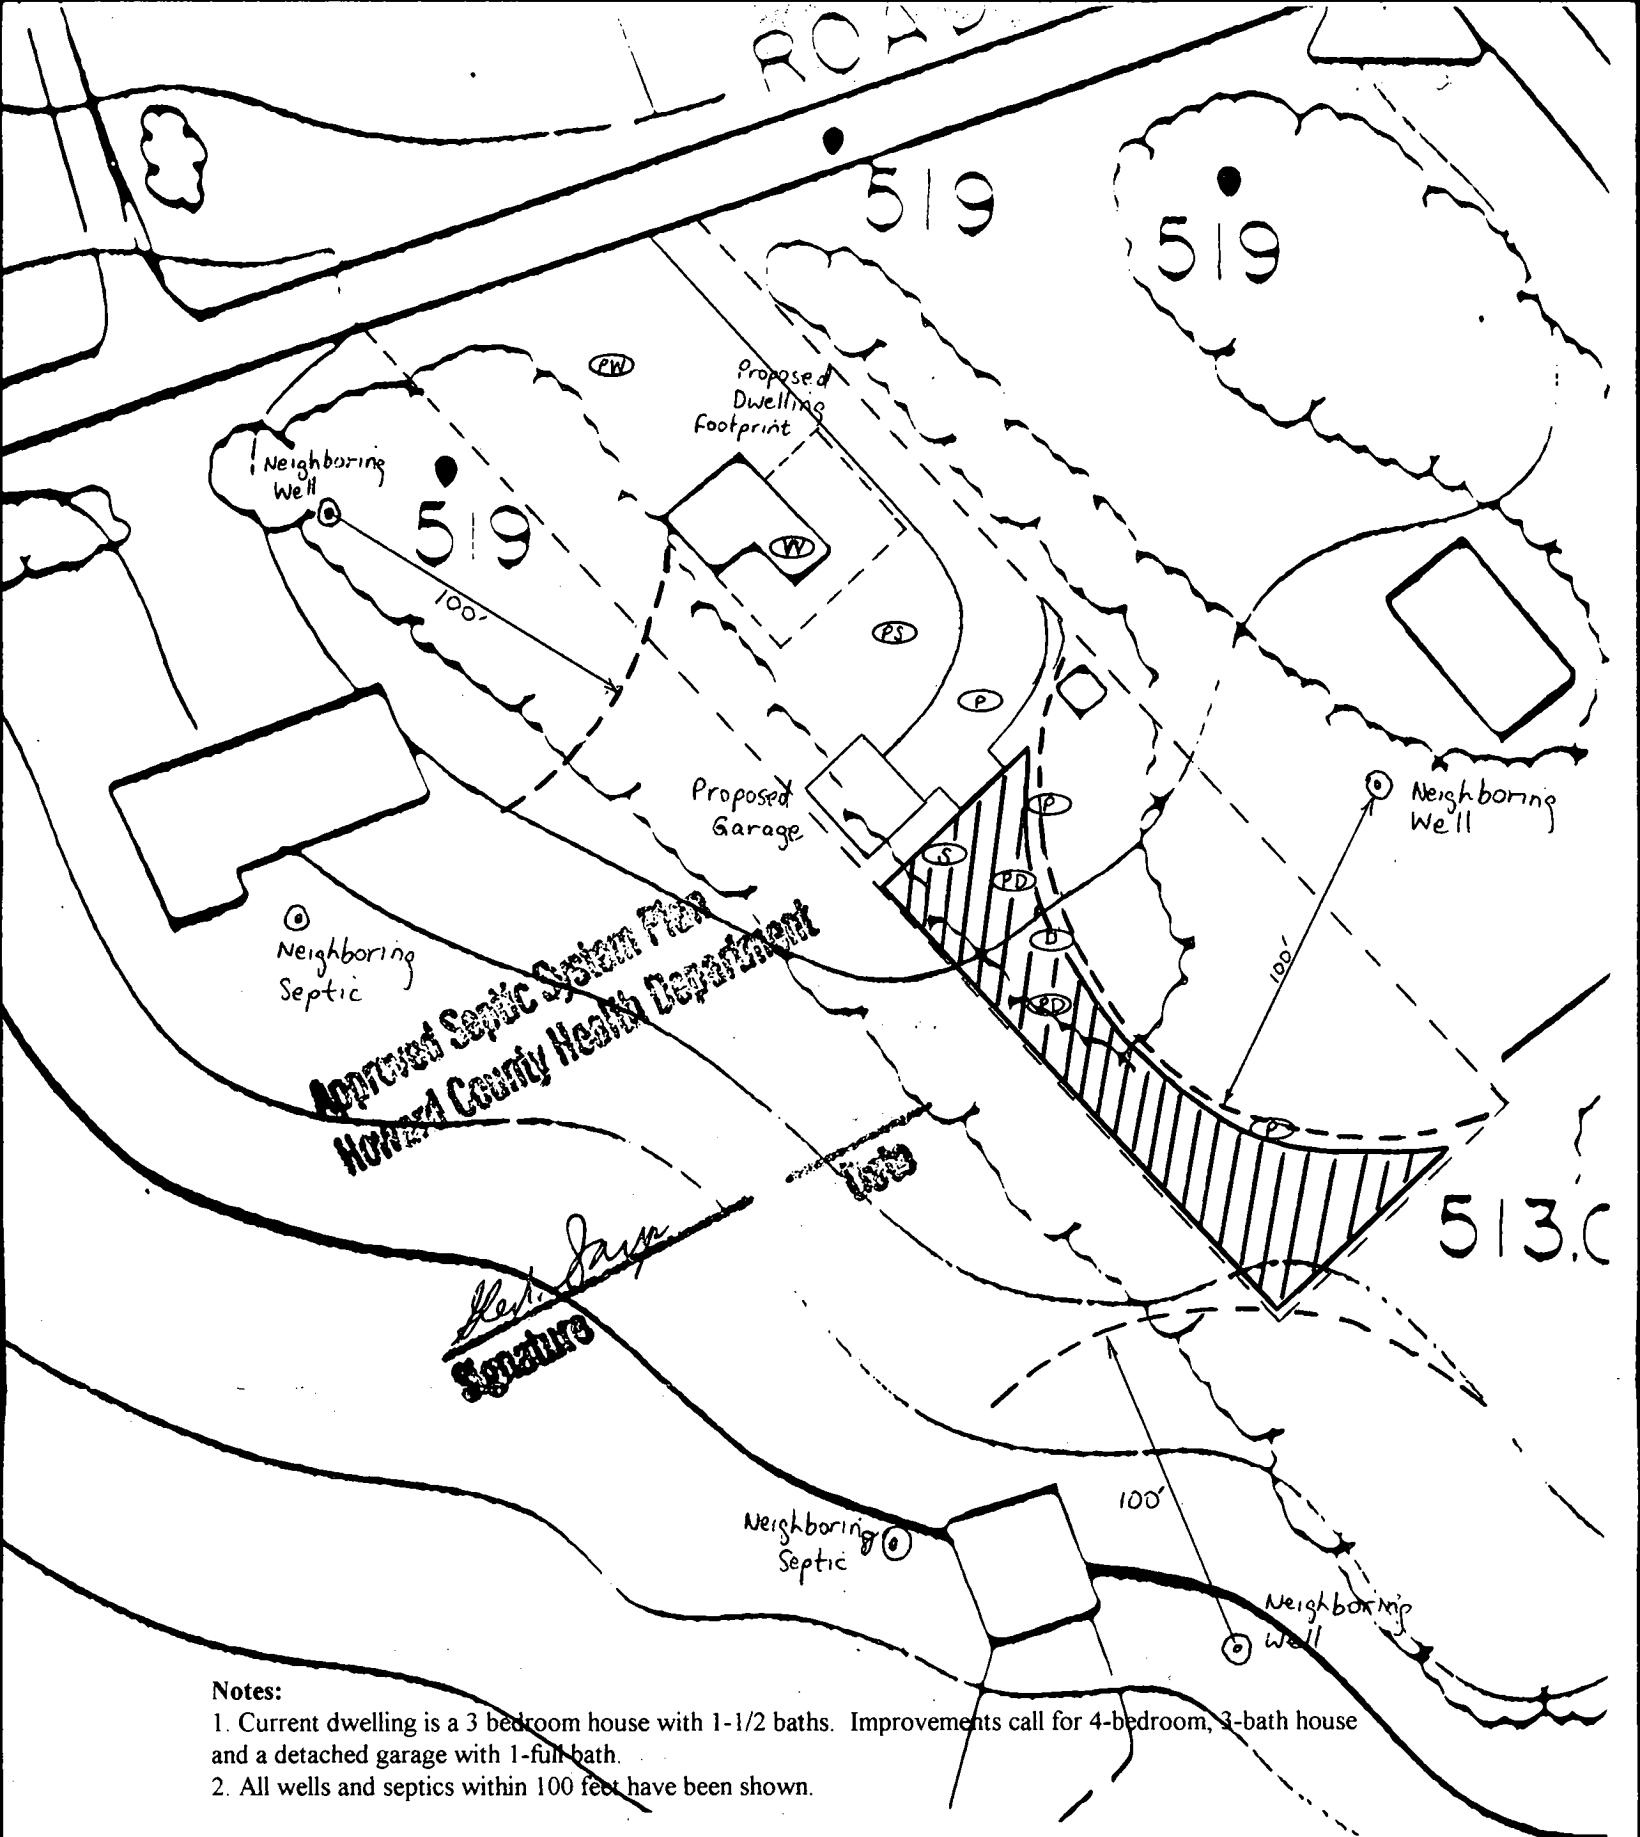 ROAD
519
519
PW
Proposed
Dwelling
Footprint
Neighboring
Well
519
W
100'
PS
P
Proposed
Garage
P
Neighboring
Well
S
PD
Neighboring
Septic
100'
PD
Approved Septic System Plan
Howard County Health Department
P
Date
513.0
Signature
100'
Neighboring
Septic
Neighboring
Well
Notes:
1. Current dwelling is a 3 bedroom house with 1-1/2 baths. Improvements call for 4-bedroom, 3-bath house
and a detached garage with 1-full bath.
2. All wells and septics within 100 feet have been shown.